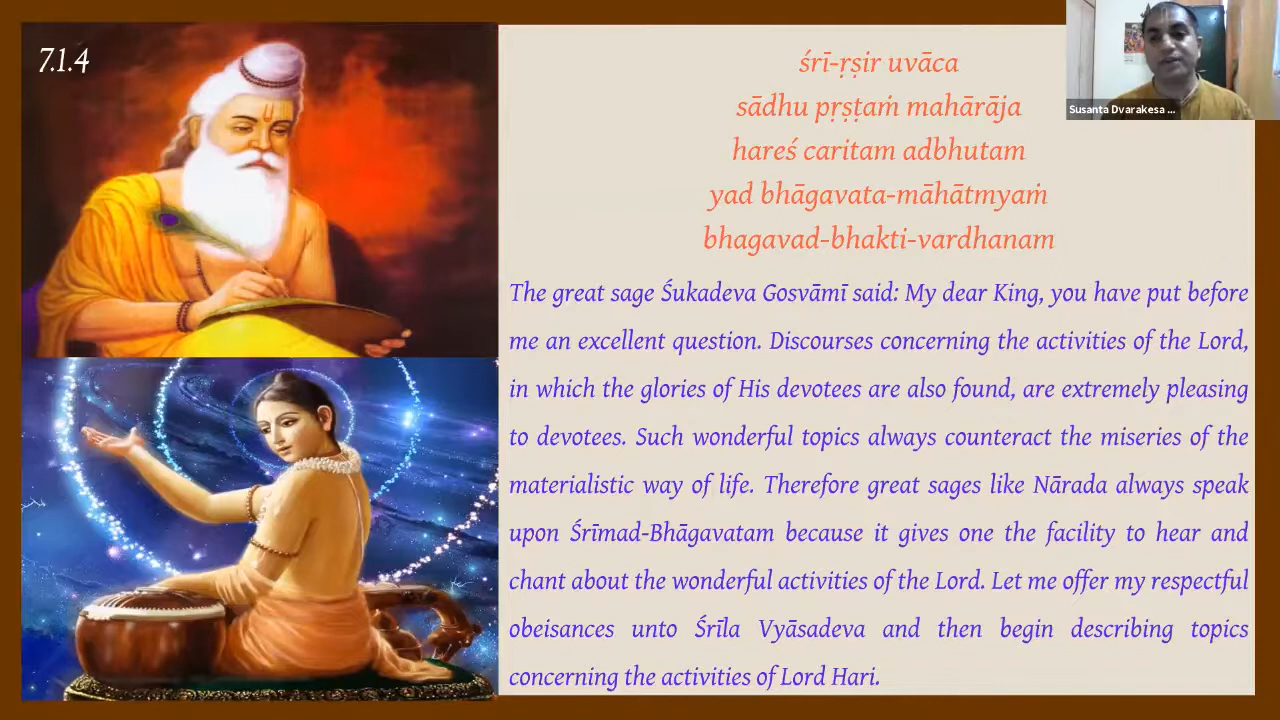 7.1.4
śrī-ṛṣir uvāca
sādhu pṛṣṭaṁ mahārāja
hareś caritam adbhutam
yad bhāgavata-māhātmyaṁ
bhagavad-bhakti-vardhanam
The great sage Śukadeva Gosvāmī said: My dear King, you have put before
me an excellent question. Discourses concerning the activities of the Lord,
in which the glories of His devotees are also found, are extremely pleasing
to devotees. Such wonderful topics always counteract the miseries of the
materialistic way of life. Therefore great sages like Nārada always speak
upon Śrīmad-Bhāgavatam because it gives one the facility to hear and
chant about the wonderful activities of the Lord. Let me offer my respectful
obeisances unto Śrīla Vyāsadeva and then begin describing topics
concerning the activities of Lord Hari.
Susanta Dvarakesa ...